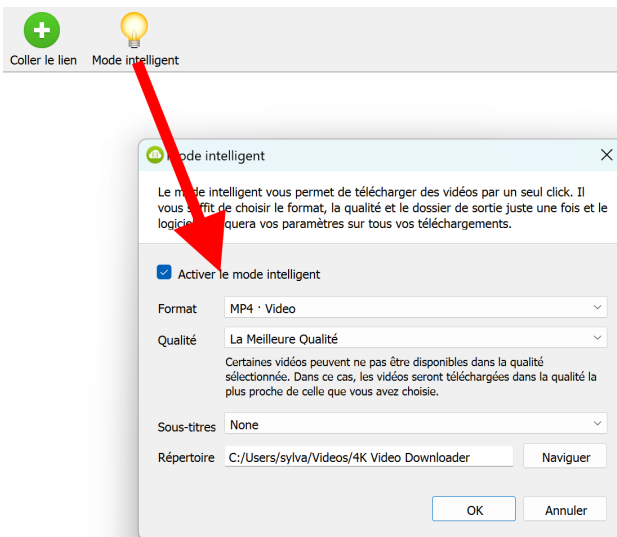 Coller le lien Mode intelligent
Mode intelligent
Le mode intelligent vous permet de télécharger des vidéos par un seul click. Il
vous suffit de choisir le format, la qualité et le dossier de sortie juste une fois et le
logiciel quera vos paramètres sur tous vos téléchargements.
Activer le mode intelligent
Format MP4 · Video
Qualité La Meilleure Qualité
Certaines vidéos peuvent ne pas être disponibles dans la qualité
sélectionnée. Dans ce cas, les vidéos seront téléchargées dans la qualité la
plus proche de celle que vous avez choisie.
Sous-titres None
Répertoire C:/Users/sylva/Videos/4K Video Downloader Naviguer
OK Annuler